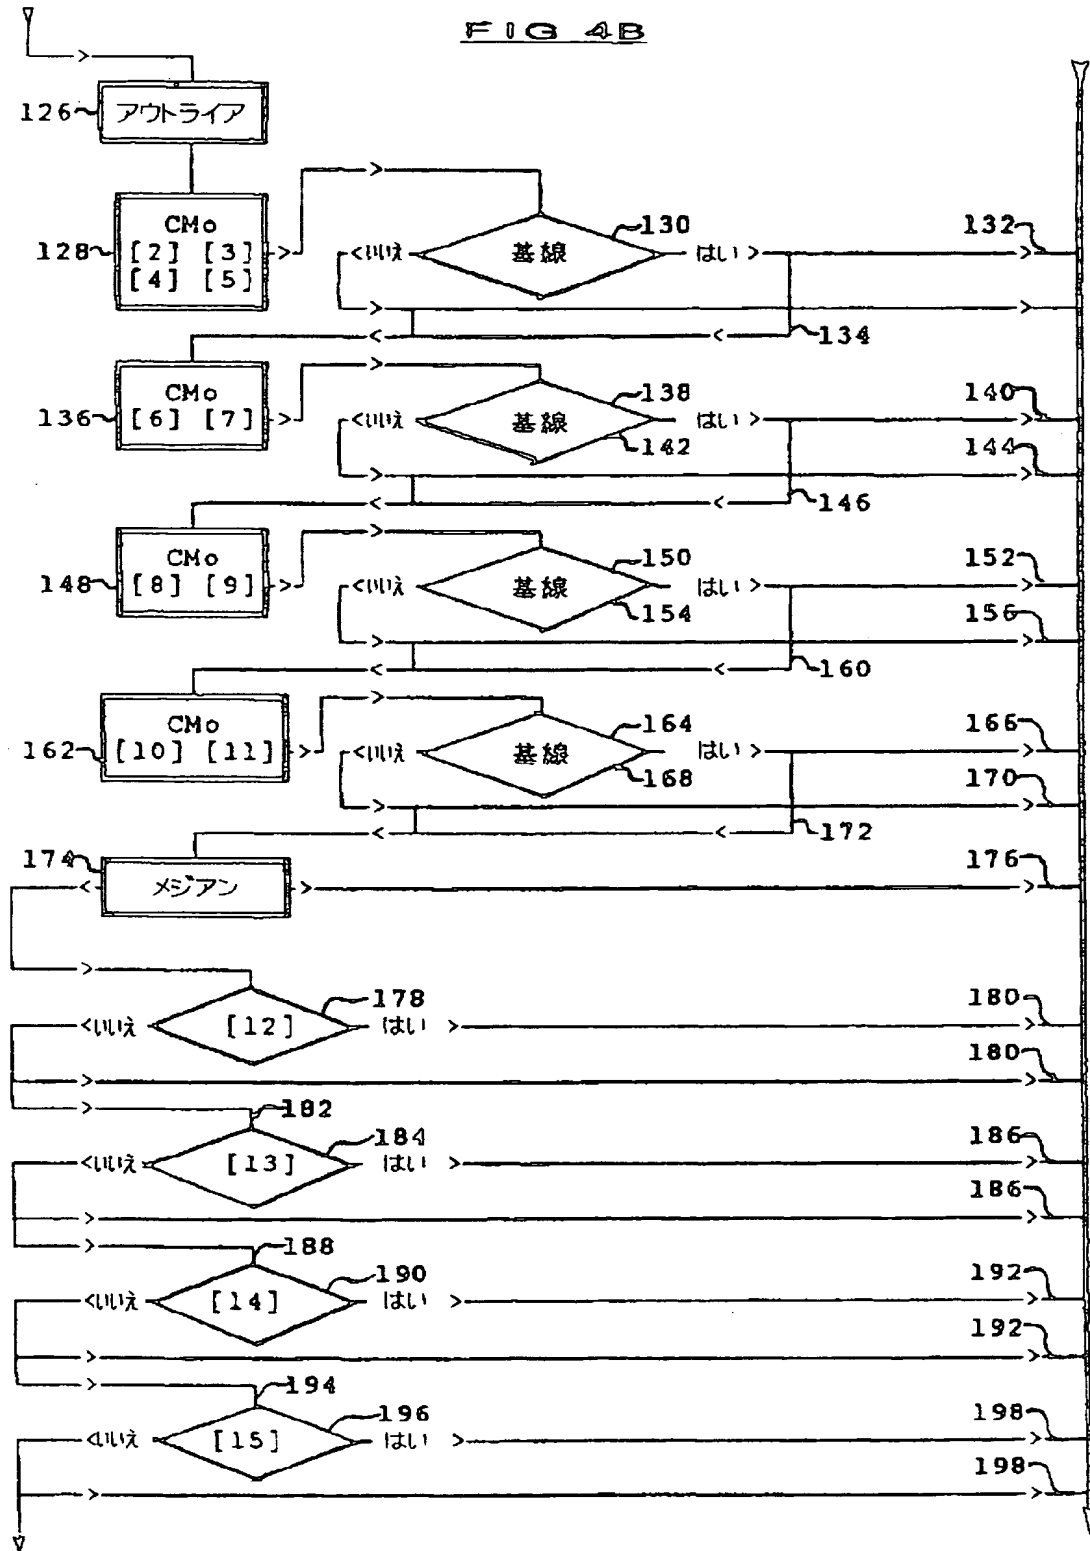 FIG 4B
126 アウトライア
CMo
128 [2] [3]
[4] [5]
<いいえ 基線 はい> 130 132
134
CMo
136 [6] [7]
<いいえ 基線 はい> 138 140
142 144
146
CMo
148 [8] [9]
<いいえ 基線 はい> 150 152
154 156
160
CMo
162 [10] [11]
<いいえ 基線 はい> 164 166
168 170
172
174 メジアン 176
178 180
<いいえ [12] はい >
180
182
184 186
<いいえ [13] はい >
186
188
190 192
<いいえ [14] はい >
192
194
196 198
<いいえ [15] はい >
198